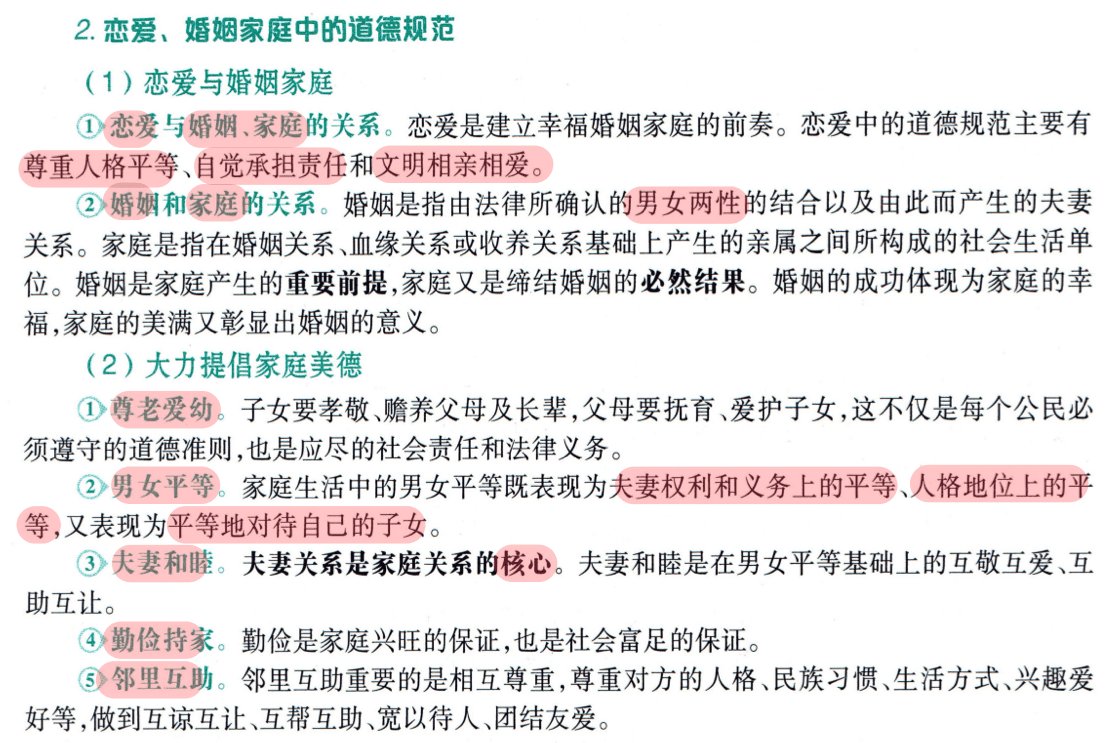 2. 恋爱、婚姻家庭中的道德规范
（1）恋爱与婚姻家庭
①恋爱与婚姻、家庭的关系。恋爱是建立幸福婚姻家庭的前奏。恋爱中的道德规范主要有
尊重人格平等、自觉承担责任和文明相亲相爱。
②婚姻和家庭的关系。婚姻是指由法律所确认的男女两性的结合以及由此而产生的夫妻
关系。家庭是指在婚姻关系、血缘关系或收养关系基础上产生的亲属之间所构成的社会生活单
位。婚姻是家庭产生的重要前提,家庭又是缔结婚姻的必然结果。婚姻的成功体现为家庭的幸
福,家庭的美满又彰显出婚姻的意义。
（2）大力提倡家庭美德
①尊老爱幼。子女要孝敬、赡养父母及长辈,父母要抚育、爱护子女,这不仅是每个公民必
须遵守的道德准则,也是应尽的社会责任和法律义务。
②男女平等。家庭生活中的男女平等既表现为夫妻权利和义务上的平等、人格地位上的平
等,又表现为平等地对待自己的子女。
③夫妻和睦。夫妻关系是家庭关系的核心。夫妻和睦是在男女平等基础上的互敬互爱、互
助互让。
④勤俭持家。勤俭是家庭兴旺的保证,也是社会富足的保证。
⑤邻里互助。邻里互助重要的是相互尊重,尊重对方的人格、民族习惯、生活方式、兴趣爱
好等,做到互谅互让、互帮互助、宽以待人、团结友爱。